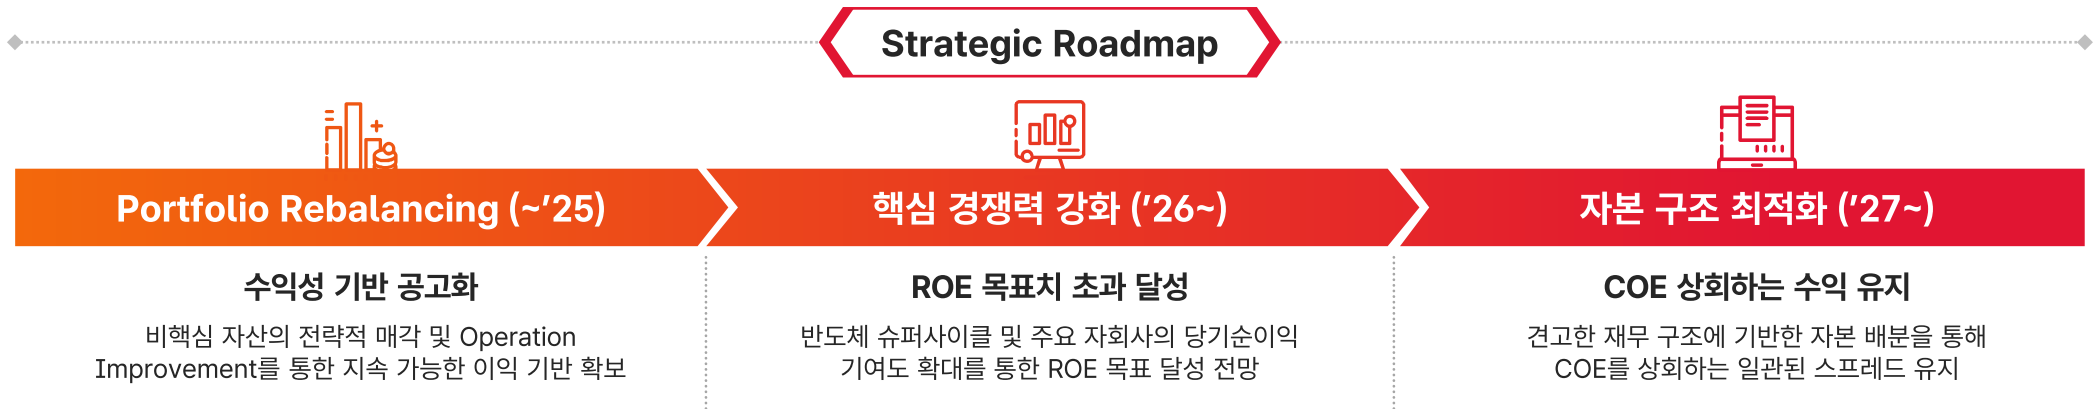 Strategic Roadmap
Portfolio Rebalancing (~’25)
수익성 기반 공고화
비핵심 자산의 전략적 매각 및 Operation
Improvement를 통한 지속 가능한 이익 기반 확보
핵심 경쟁력 강화 (’26~)
ROE 목표치 초과 달성
반도체 슈퍼사이클 및 주요 자회사의 당기순이익
기여도 확대를 통한 ROE 목표 달성 전망
자본 구조 최적화 (’27~)
COE 상회하는 수익 유지
견고한 재무 구조에 기반한 자본 배분을 통해
COE를 상회하는 일관된 스프레드 유지